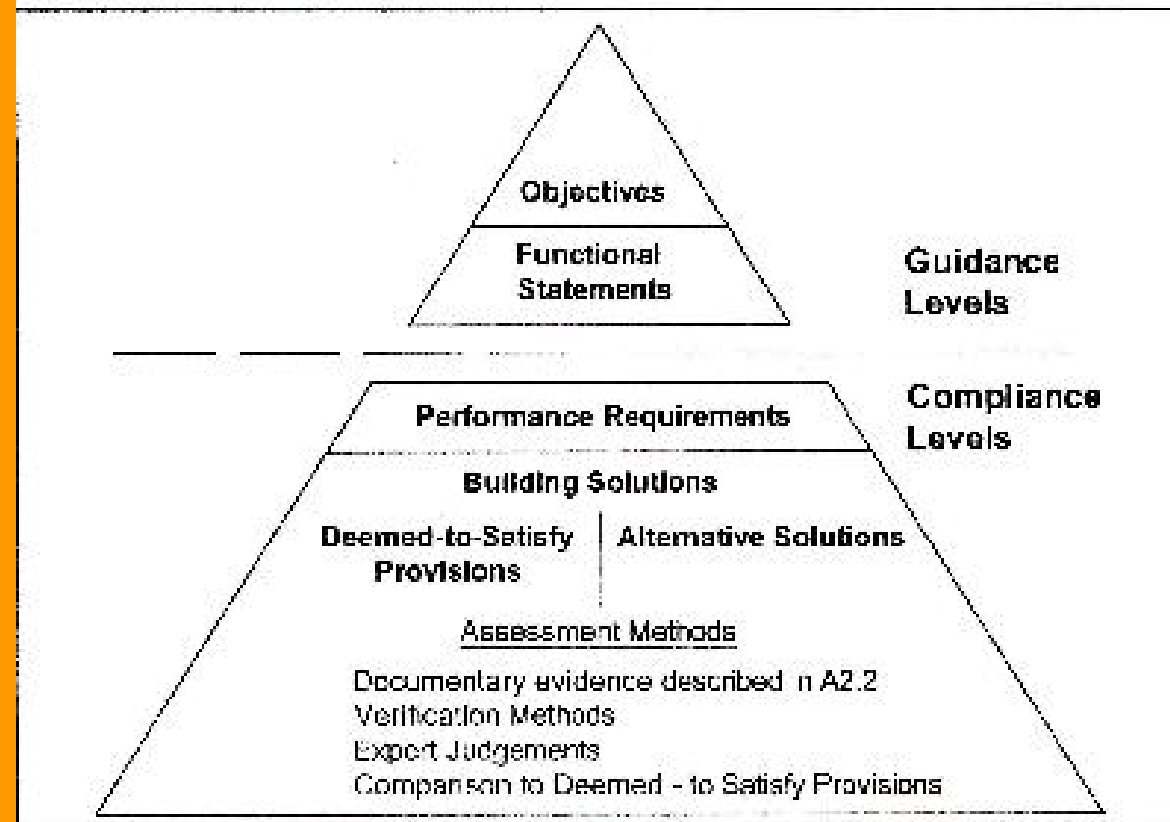 Objectives
Functional
Statements
Guidance
Levels
Performance Requirements
Compliance
Levels
Building Solutions
Deemed-to-Satisfy
Provisions
Alternative Solutions
Assessment Methods
Documentary evidence described in A2.2
Verification Methods
Expert Judgements
Comparison to Deemed - to Satisfy Provisions